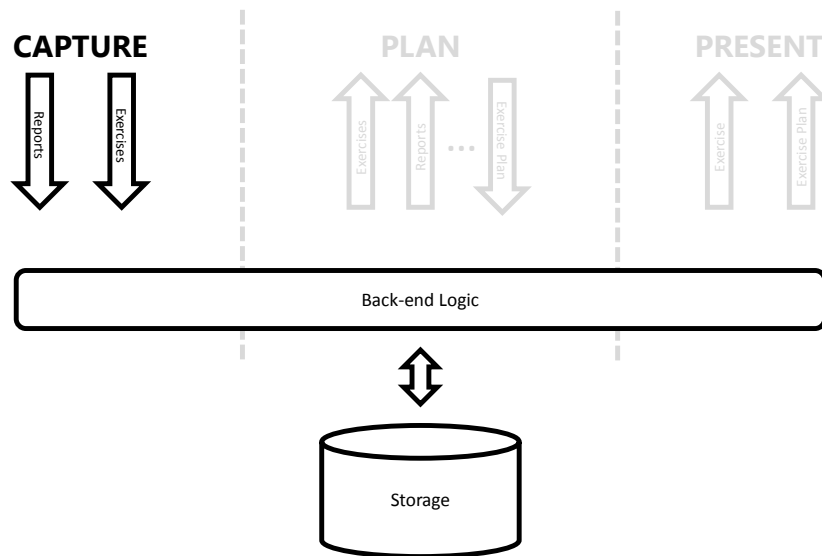 CAPTURE
PLAN
PRESENT
Reports
Exercises
Exercises
Reports
...
Exercise Plan
Exercise
Exercise Plan
Back-end Logic
Storage